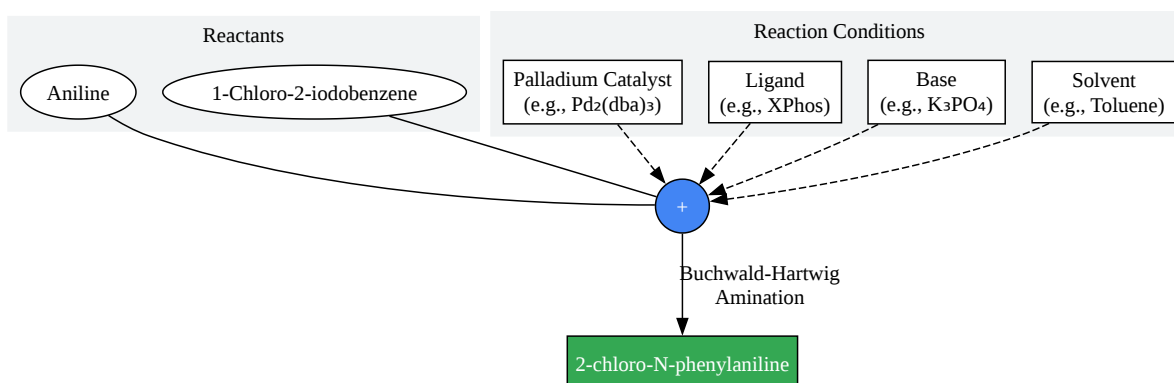 Reactants
Reaction Conditions
Aniline
1-Chloro-2-iodobenzene
Palladium Catalyst
(e.g., Pd₂(dba)₃)
Ligand
(e.g., XPhos)
Base
(e.g., K₃PO₄)
Solvent
(e.g., Toluene)
+
Buchwald-Hartwig
Amination
2-chloro-N-phenylaniline